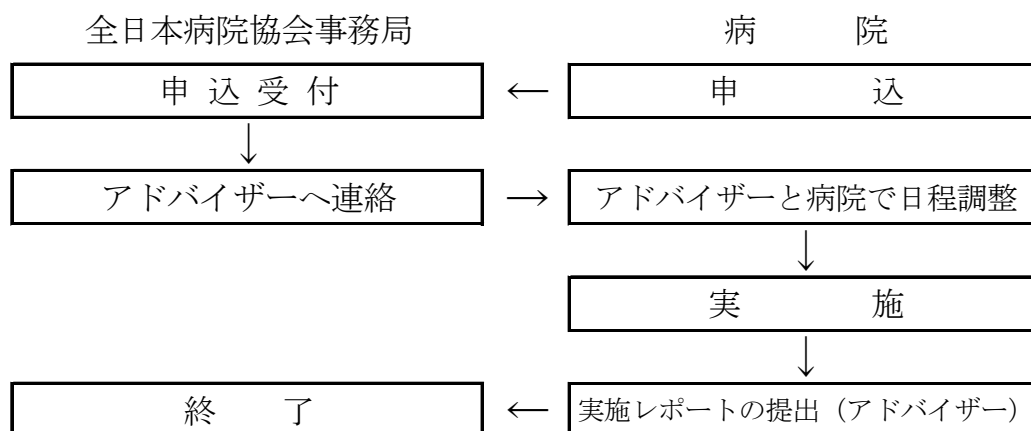 全日本病院協会事務局 病 院
申 込 受 付 ← 申 込
↓
アドバイザーへ連絡 → アドバイザーと病院で日程調整
↓
実 施
↓
終 了 ← 実施レポートの提出（アドバイザー）